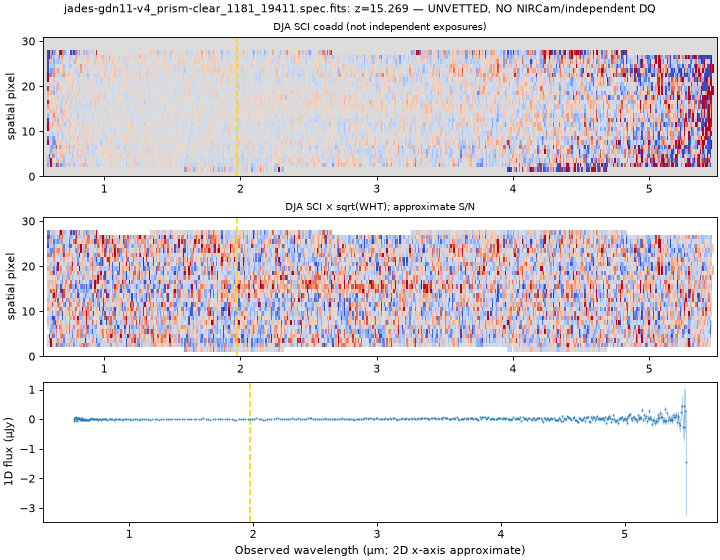 jades-gdn11-v4_prism-clear_1181_19411.spec.fits: z=15.269 — UNVETTED, NO NIRCam/independent DQ
DJA SCI coadd (not independent exposures)
spatial pixel
30
20
10
0
1 2 3 4 5
DJA SCI × sqrt(WHT); approximate S/N
spatial pixel
30
20
10
0
1 2 3 4 5
1D flux (μJy)
1
0
−1
−2
−3
1 2 3 4 5
Observed wavelength (μm; 2D x-axis approximate)